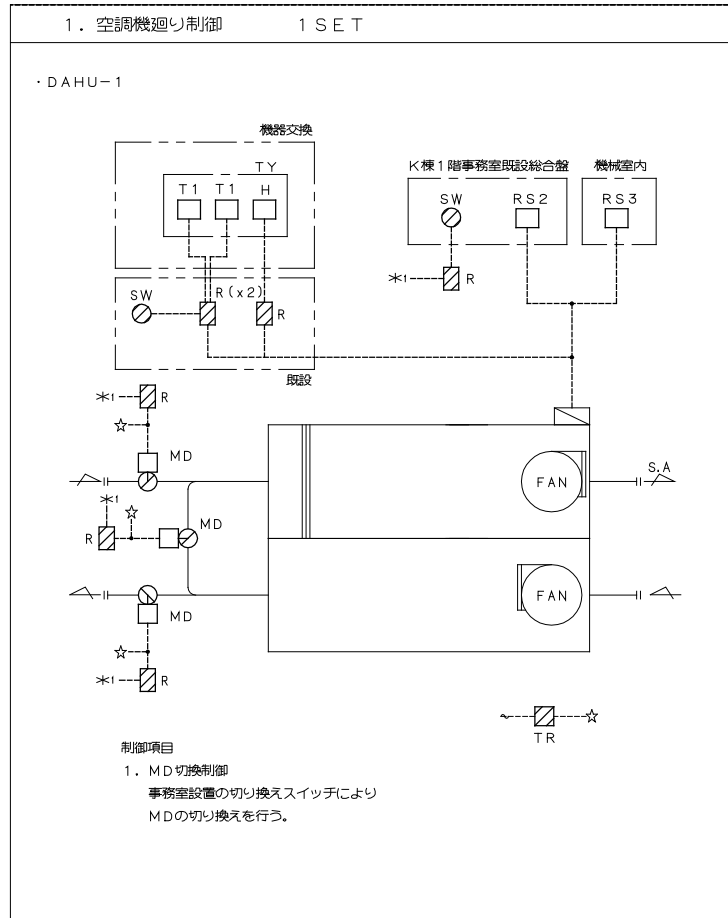 1．空調機廻り制御　1SET
・DAHU－1
機器交換
TY
T1 T1 H
K棟1階事務室既設総合盤 機械室内
SW RS2 RS3
＊1 R
SW R(x2) R
既設
＊1 R
☆
MD
FAN
S.A
＊1
☆
R
MD
MD
FAN
☆
＊1 R
～ ☆
TR
制御項目
1．MD切換制御
事務室設置の切り換えスイッチにより
MDの切り換えを行う。